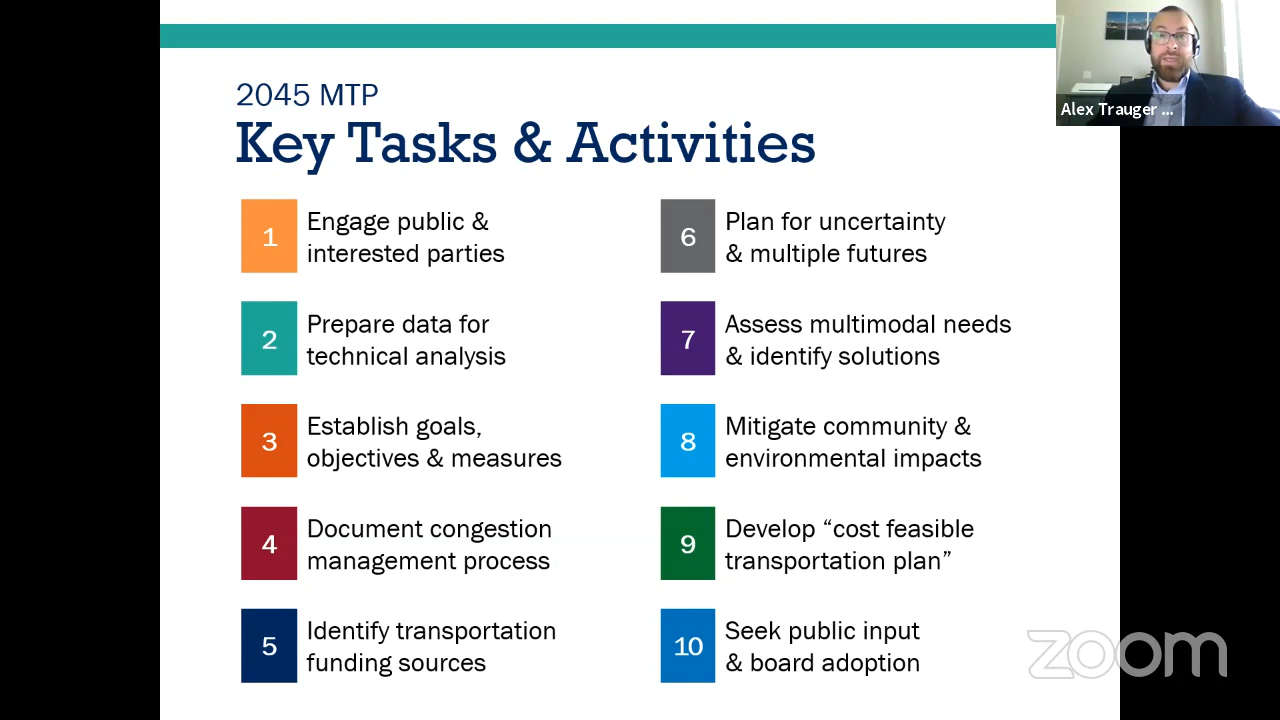 2045 MTP
Key Tasks & Activities
1
Engage public &
interested parties
2
Prepare data for
technical analysis
3
Establish goals,
objectives & measures
4
Document congestion
management process
5
Identify transportation
funding sources
6
Plan for uncertainty
& multiple futures
7
Assess multimodal needs
& identify solutions
8
Mitigate community &
environmental impacts
9
Develop “cost feasible
transportation plan”
10
Seek public input
& board adoption
Alex Trauger ...
zoom